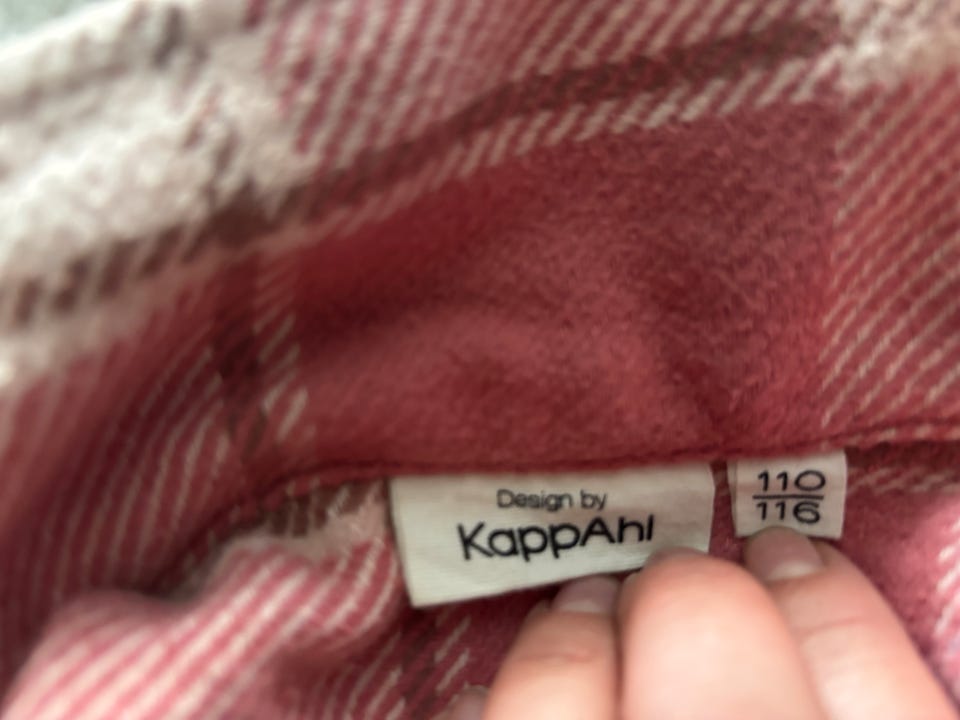 Design by
KappAhl
110
116